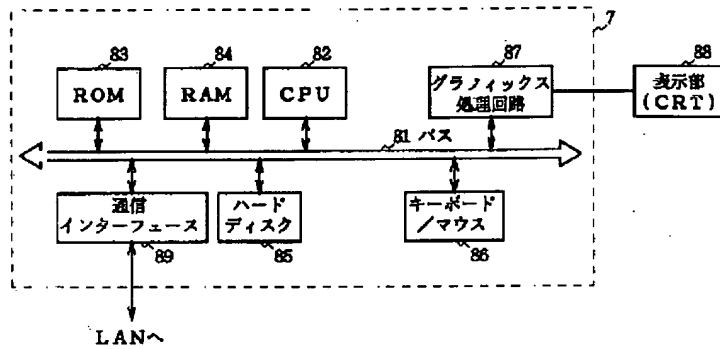 7
83
84
82
87
88
ROM
RAM
CPU
グラフィックス
処理回路
表示部
(CRT)
81 バス
通信
インターフェース
ハード
ディスク
キーボード
/マウス
89
85
86
LANへ